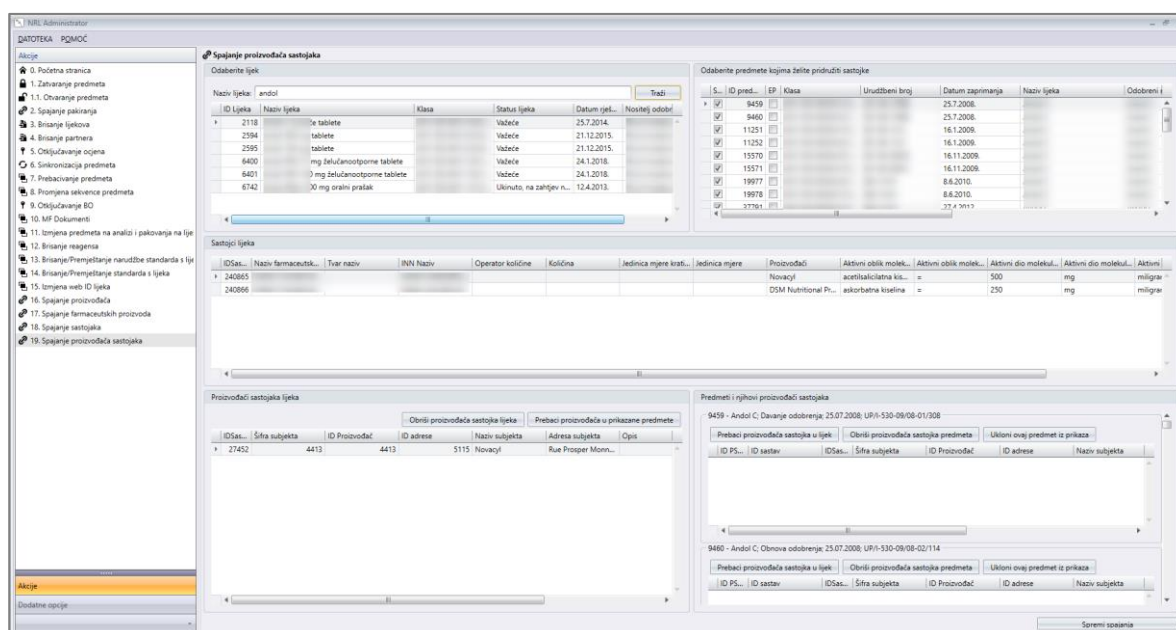 NRL Administrator
DATOTEKA POMOĆ
Akcije
0. Početna stranica
1. Zatvaranje predmeta
1.1. Otvaranje predmeta
2. Spajanje pakiranja
3. Brisanje lijekova
4. Brisanje partnera
5. Otključavanje ocjena
6. Sinkronizacija predmeta
7. Prebacivanje predmeta
8. Promjena sekvence predmeta
9. Otključavanje BO
10. MF Dokumenti
11. Izmjena predmeta na analizi i pakovanja na lije
12. Brisanje reagensa
13. Brisanje/Premještanje narudžbe standarda s lije
14. Brisanje/Premještanje standarda s lijeka
15. Izmjena web ID lijeka
16. Spajanje proizvođača
17. Spajanje farmaceutskih proizvoda
18. Spajanje sastojaka
19. Spajanje proizvođača sastojaka
Akcije
Dodatne opcije
Spajanje proizvođača sastojaka
Odaberite lijek
Naziv lijeka: andol Traži
ID Lijeka Naziv lijeka Klasa Status lijeka Datum rješ... Nositelj odobr
2118 tablete Važeće 25.7.2014.
2594 tablete Važeće 21.12.2015.
2595 tablete Važeće 21.12.2015.
6400 mg želučanootporne tablete Važeće 24.1.2018.
6401 mg želučanootporne tablete Važeće 24.1.2018.
6742 mg oralni prašak Ukinuto, na zahtjev n... 12.4.2013.
Odaberite predmete kojima želite pridružiti sastojke
S... ID pred... EP Klasa Urudžbeni broj Datum zaprimanja Naziv lijeka Odobreni
9459 25.7.2008.
9460 25.7.2008.
11251 16.1.2009.
11252 16.1.2009.
15570 16.11.2009.
15571 16.11.2009.
19977 8.6.2010.
19978 8.6.2010.
37791 27.4.2012
Sastojci lijeka
IDSas... Naziv farmaceutsk... Tvar naziv INN Naziv Operator količine Količina Jedinica mjere krati... Jedinica mjere Proizvođači Aktivni oblik molek... Aktivni oblik molek... Aktivni dio molekul... Aktivni dio molekul... Aktivni
240865 Novacyl acetilsalicilatna kis... = 500 mg miligrar
240866 DSM Nutritional Pr... askorbatna kiselina = 250 mg miligrar
Proizvođači sastojaka lijeka
Obriši proizvođača sastojka lijeka Prebaci proizvođača u prikazane predmete
IDSas... Šifra subjekta ID Proizvođač ID adrese Naziv subjekta Adresa subjekta Opis
27452 4413 4413 5115 Novacyl Rue Prosper Monn...
Predmeti i njihovi proizvođači sastojaka
9459 - Andol C; Davanje odobrenja; 25.07.2008; UP/I-530-09/08-01/308
Prebaci proizvođača sastojka u lijek Obriši proizvođača sastojka predmeta Ukloni ovaj predmet iz prikaza
ID PS... ID sastav IDSas... Šifra subjekta ID Proizvođač ID adrese Naziv subjekta
9460 - Andol C; Obnova odobrenja; 25.07.2008; UP/I-530-09/08-02/114
Prebaci proizvođača sastojka u lijek Obriši proizvođača sastojka predmeta Ukloni ovaj predmet iz prikaza
ID PS... ID sastav IDSas... Šifra subjekta ID Proizvođač ID adrese Naziv subjekta
Spremi spajanja